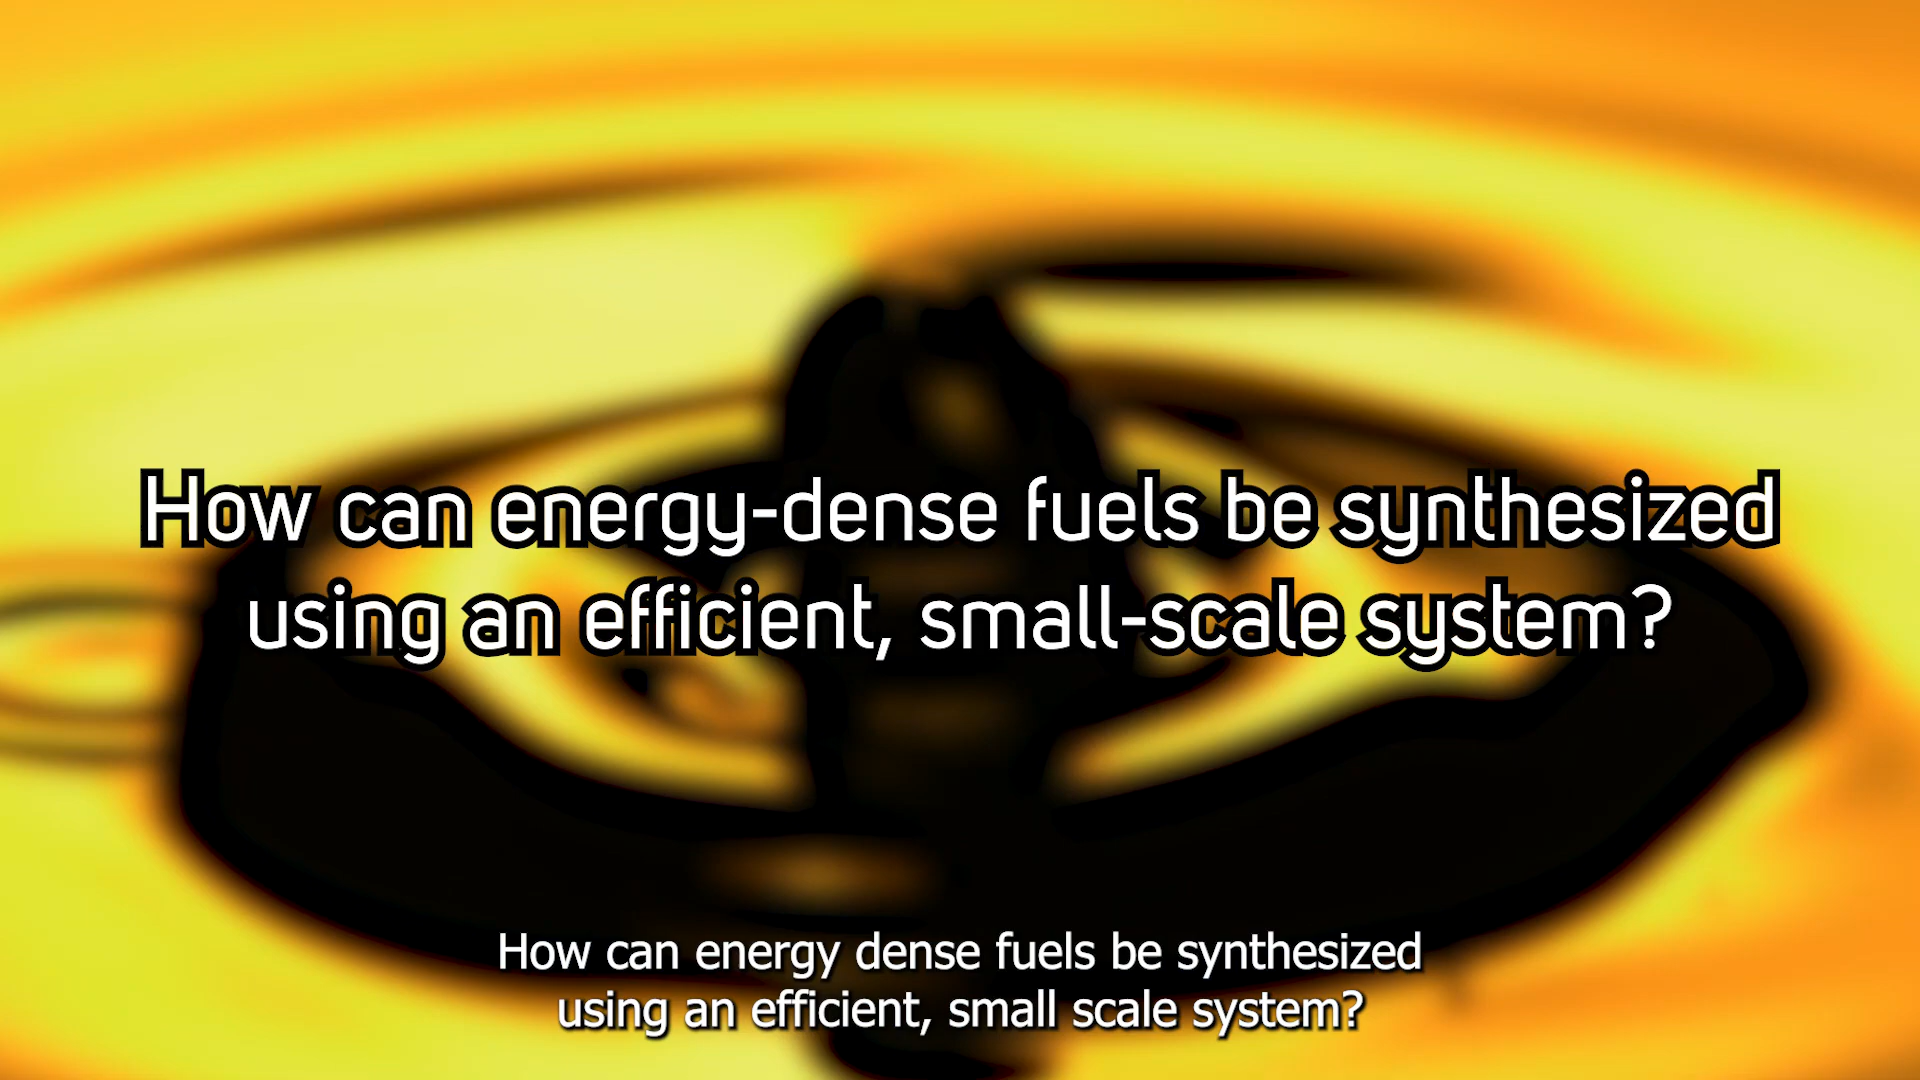 How can energy-dense fuels be synthesized
using an efficient, small-scale system?
How can energy dense fuels be synthesized
using an efficient, small scale system?